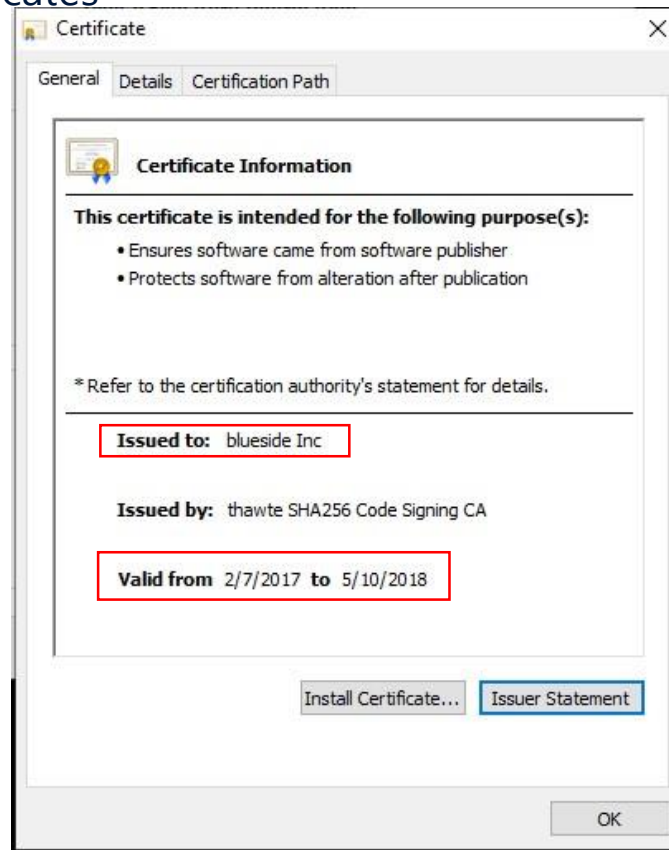 Certificate
General Details Certification Path
Certificate Information
This certificate is intended for the following purpose(s):
• Ensures software came from software publisher
• Protects software from alteration after publication
* Refer to the certification authority's statement for details.
Issued to: blueside Inc
Issued by: thawte SHA256 Code Signing CA
Valid from 2/7/2017 to 5/10/2018
Install Certificate... Issuer Statement
OK